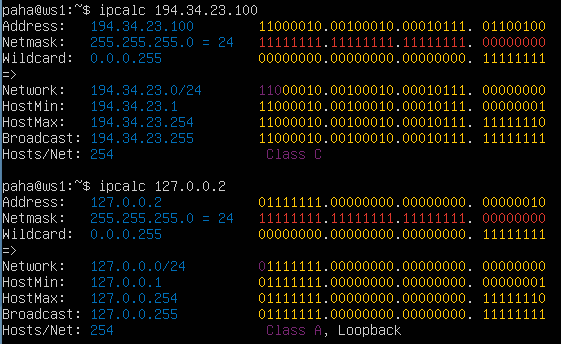 paha@ws1:~$ ipcalc 194.34.23.100
Address:   194.34.23.100        11000010.00100010.00010111. 01100100
Netmask:   255.255.255.0 = 24   11111111.11111111.11111111. 00000000
Wildcard:  0.0.0.255            00000000.00000000.00000000. 11111111
=>
Network:   194.34.23.0/24       11000010.00100010.00010111. 00000000
HostMin:   194.34.23.1          11000010.00100010.00010111. 00000001
HostMax:   194.34.23.254        11000010.00100010.00010111. 11111110
Broadcast: 194.34.23.255        11000010.00100010.00010111. 11111111
Hosts/Net: 254                   Class C
paha@ws1:~$ ipcalc 127.0.0.2
Address:   127.0.0.2            01111111.00000000.00000000. 00000010
Netmask:   255.255.255.0 = 24   11111111.11111111.11111111. 00000000
Wildcard:  0.0.0.255            00000000.00000000.00000000. 11111111
=>
Network:   127.0.0.0/24         01111111.00000000.00000000. 00000000
HostMin:   127.0.0.1            01111111.00000000.00000000. 00000001
HostMax:   127.0.0.254          01111111.00000000.00000000. 11111110
Broadcast: 127.0.0.255          01111111.00000000.00000000. 11111111
Hosts/Net: 254                   Class A, Loopback